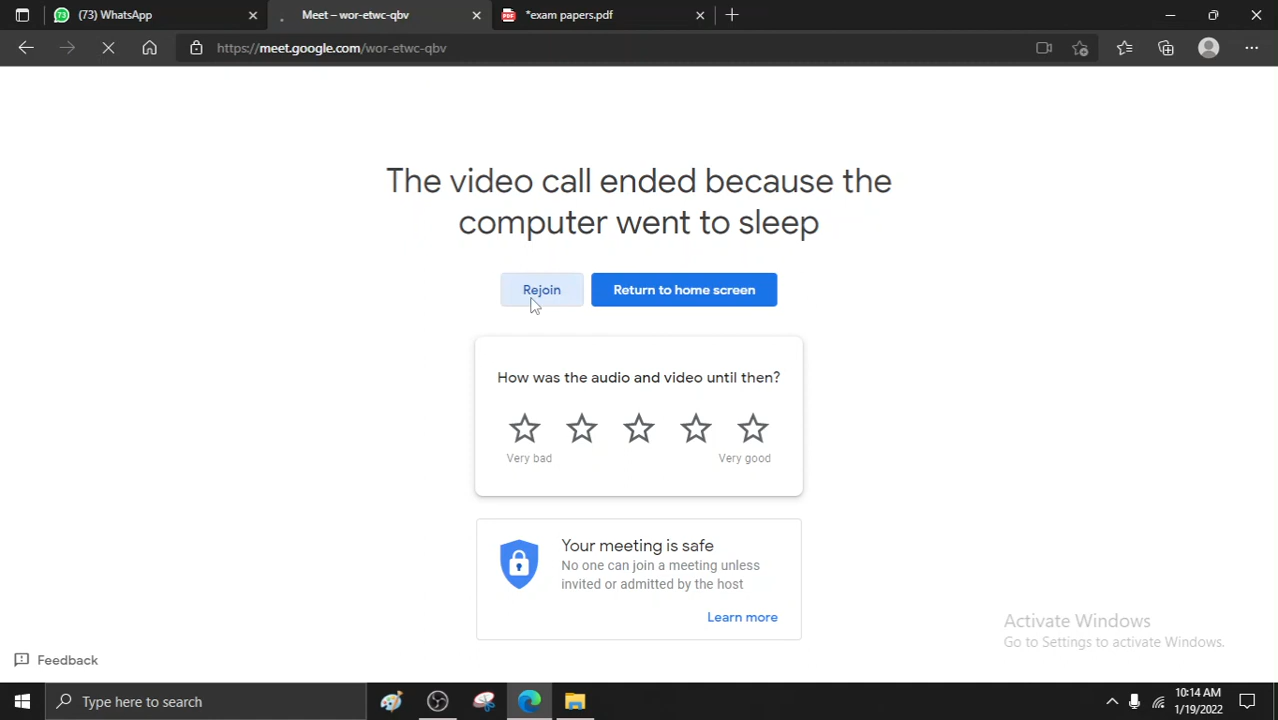 (73) WhatsApp
Meet – wor-etwc-qbv
PDF
*exam papers.pdf
73
https://meet.google.com/wor-etwc-qbv
The video call ended because the
computer went to sleep
Rejoin
Return to home screen
How was the audio and video until then?
Very bad
Very good
Your meeting is safe
No one can join a meeting unless
invited or admitted by the host
Learn more
Activate Windows
Go to Settings to activate Windows.
Feedback
Type here to search
10:14 AM
1/19/2022